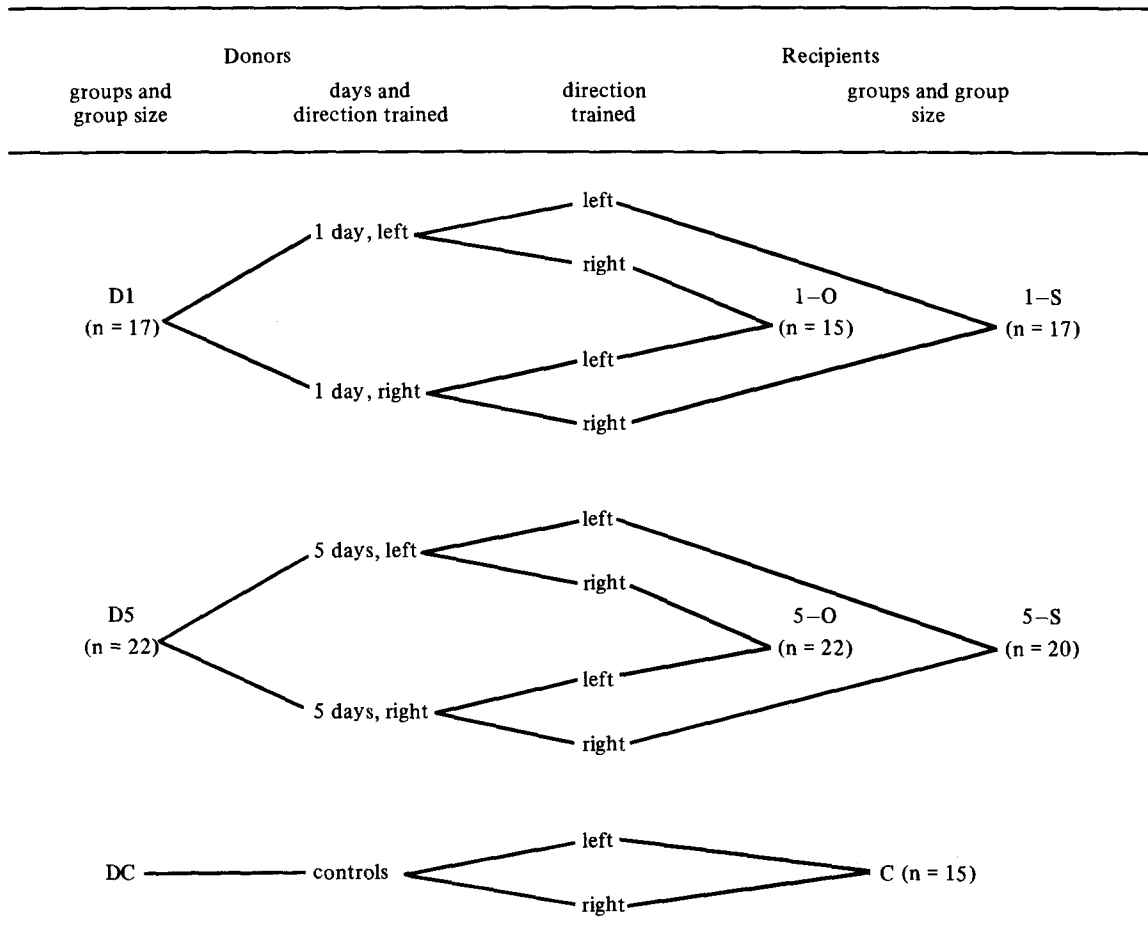 Donors Recipients
groups and group size days and direction trained direction trained groups and group size
left
1 day, left
right
D1 1–O 1–S
(n = 17) (n = 15) (n = 17)
left
1 day, right
right
left
5 days, left
right
D5 5–O 5–S
(n = 22) (n = 22) (n = 20)
left
5 days, right
right
left
DC controls C (n = 15)
right